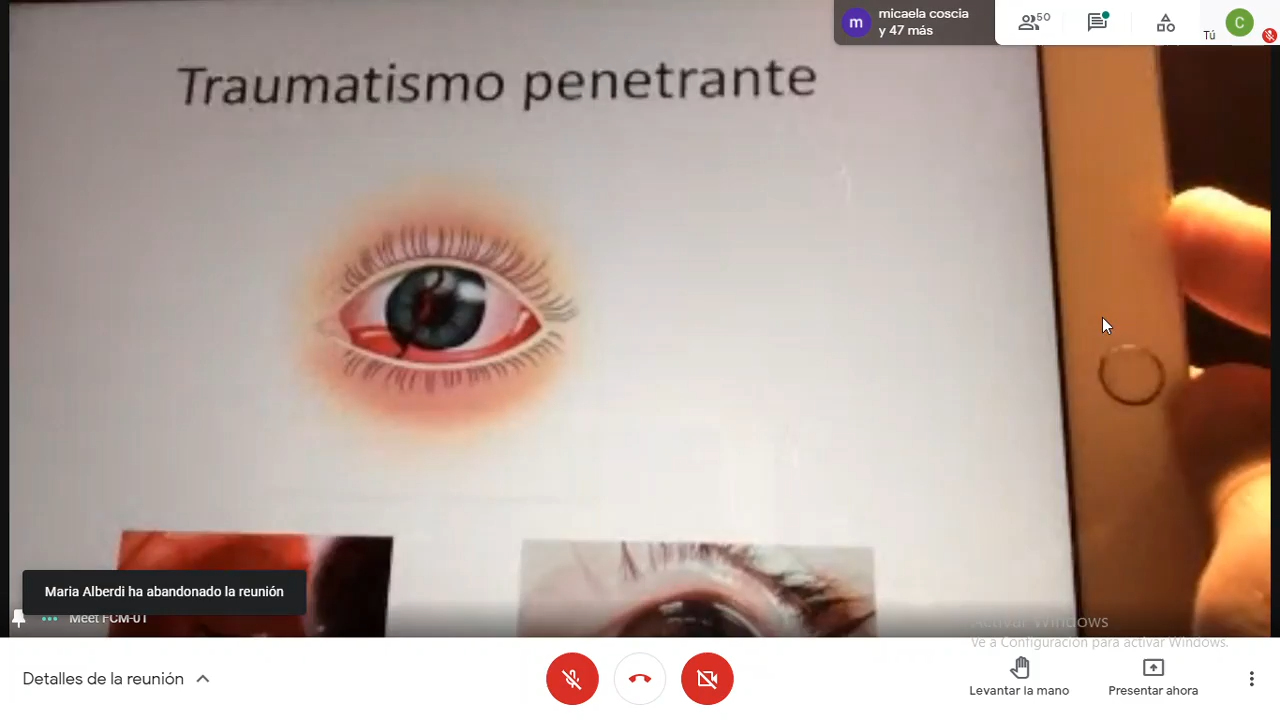 micaela coscia
y 47 más
m
50
C
Tú
Traumatismo penetrante
Maria Alberdi ha abandonado la reunión
Meet FCM-01
Activar Windows
Ve a Configuración para activar Windows.
Detalles de la reunión
Levantar la mano
Presentar ahora